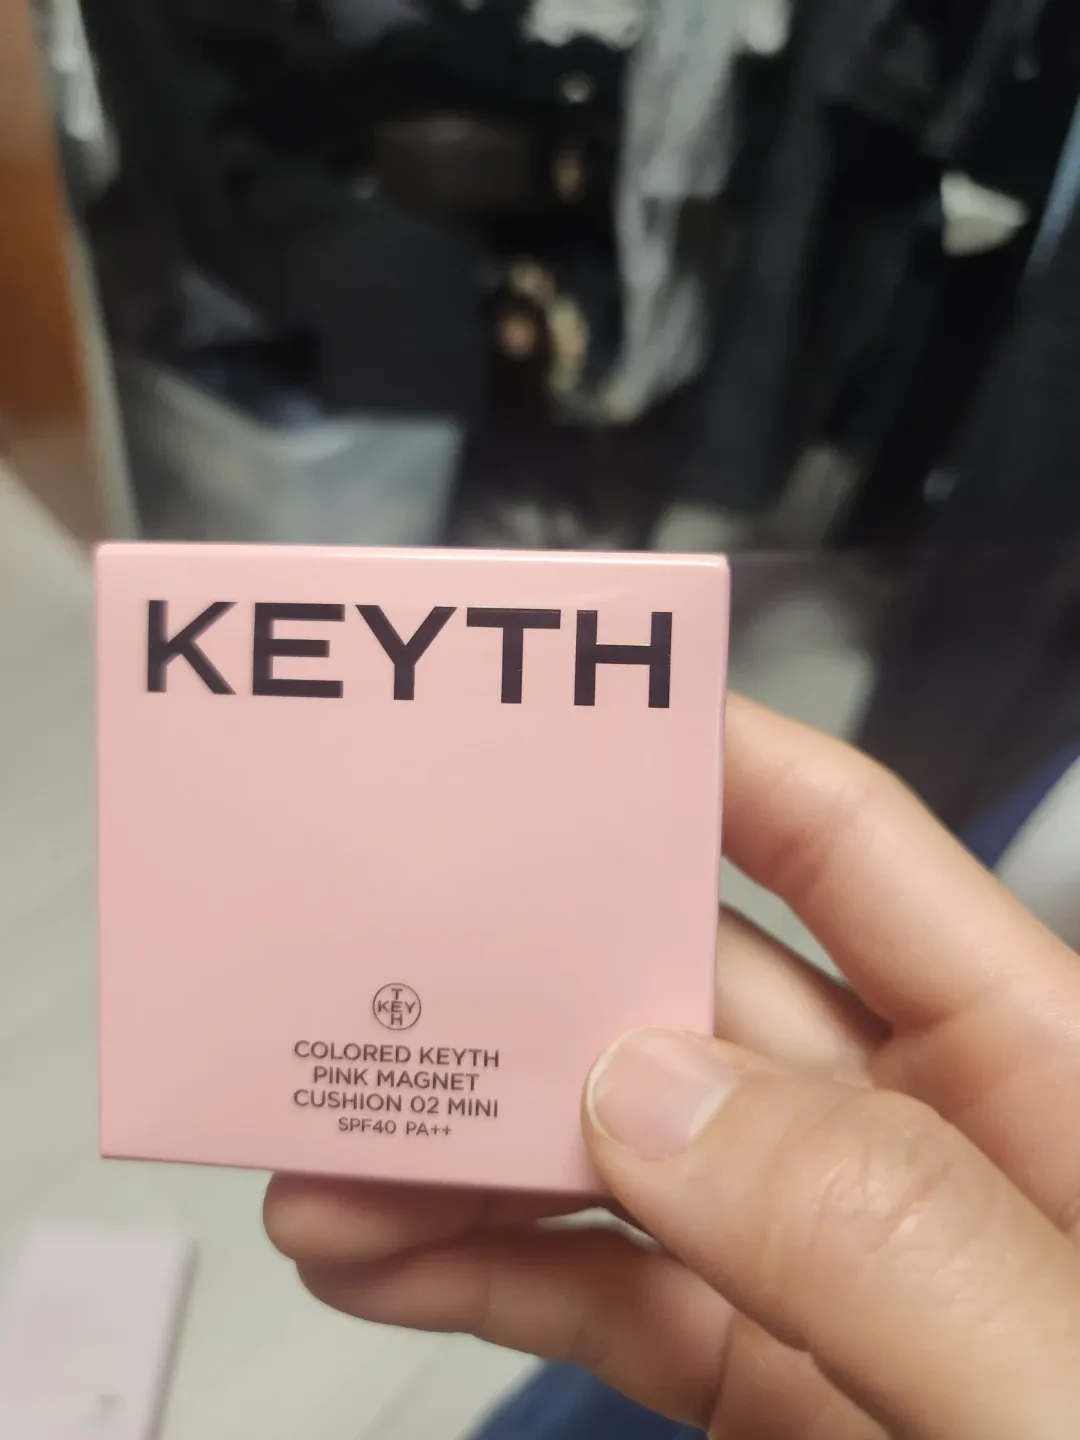 KEYTH
T
KEY
H
COLORED KEYTH
PINK MAGNET
CUSHION 02 MINI
SPF40 PA++